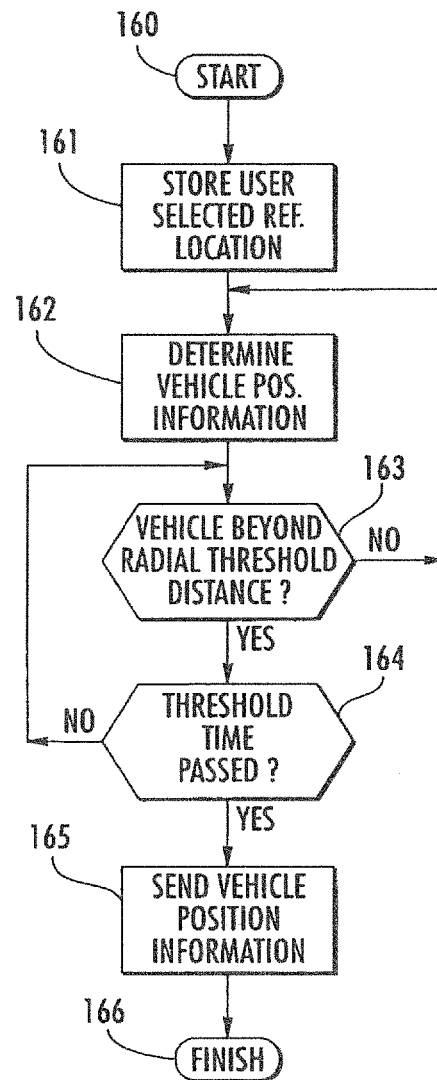 160
START
161
STORE USER
SELECTED REF.
LOCATION
162
DETERMINE
VEHICLE POS.
INFORMATION
163
VEHICLE BEYOND
RADIAL THRESHOLD
DISTANCE ?
NO
YES
164
THRESHOLD
TIME
PASSED ?
NO
YES
165
SEND VEHICLE
POSITION
INFORMATION
166
FINISH